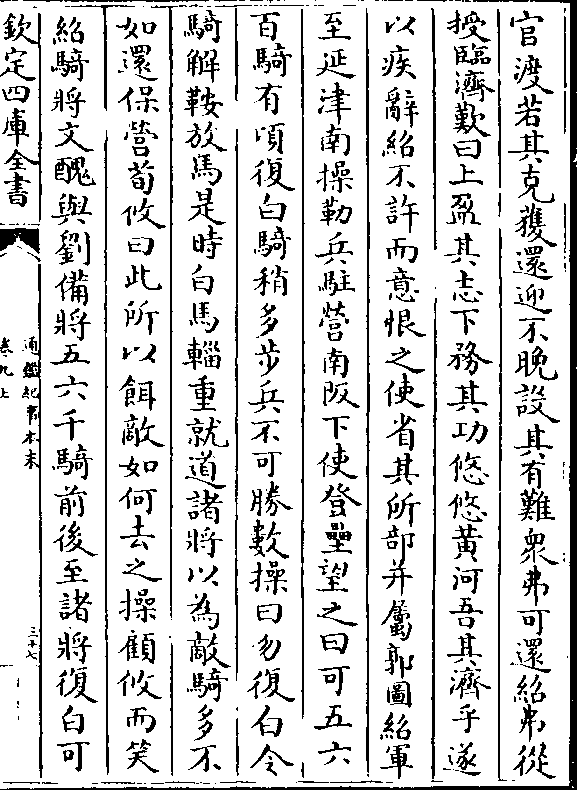 官渡若其克獲還迎不晚設其有難衆弗可還紹弗從
授臨濟歎曰上盈其志下務其功悠悠黃河吾其濟乎遂
以疾辭紹不許而意恨之使省其所部并屬郭圖紹軍
至延津南操勒兵駐營南阪下使登壘望之曰可五六
百騎有頃復白騎稍多步兵不可勝數操曰勿復白令
騎解鞍放馬是時白馬輜重就道諸將以為敵騎多不
如還保營荀攸曰此所以餌敵如何去之操顧攸而笑
紹騎將文醜與劉備將五六千騎前後至諸將復白可
欽定四庫全書
通鑑紀事本末
卷九上
三十七